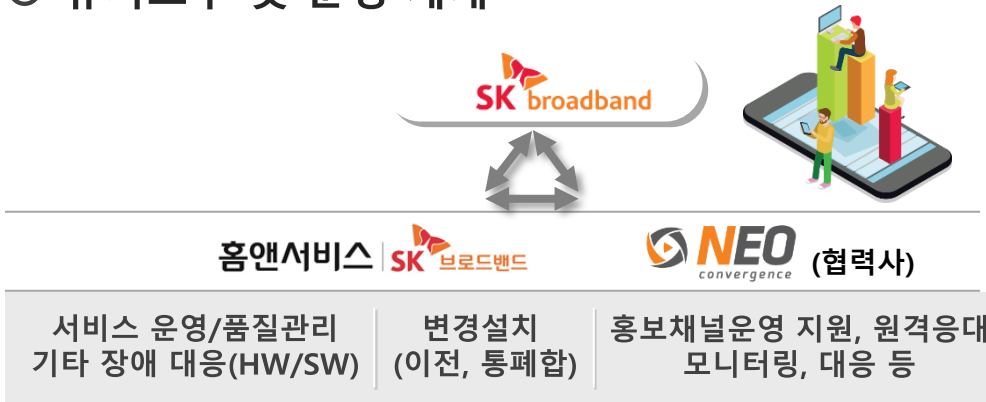 SK broadband
홈앤서비스 SK 브로드밴드
NEO convergence (협력사)
서비스 운영/품질관리
기타 장애 대응(HW/SW)
변경설치
(이전, 통폐합)
홍보채널운영 지원, 원격응대
모니터링, 대응 등